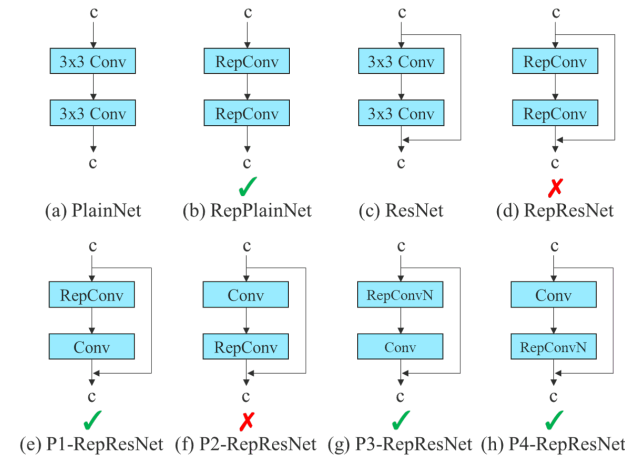 c c c c
3x3 Conv RepConv 3x3 Conv RepConv
3x3 Conv RepConv 3x3 Conv RepConv
c c c c
✓ ✗
(a) PlainNet (b) RepPlainNet (c) ResNet (d) RepResNet
c c c c
RepConv Conv RepConvN Conv
Conv RepConv Conv RepConvN
c c c c
✓ ✗ ✓ ✓
(e) P1-RepResNet (f) P2-RepResNet (g) P3-RepResNet (h) P4-RepResNet